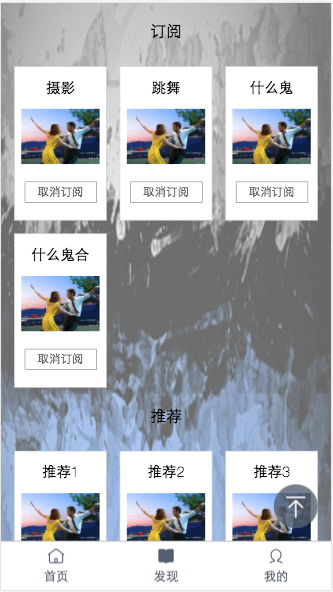 订阅
摄影 跳舞 什么鬼
取消订阅 取消订阅 取消订阅
什么鬼合
取消订阅
推荐
推荐1 推荐2 推荐3
首页 发现 我的